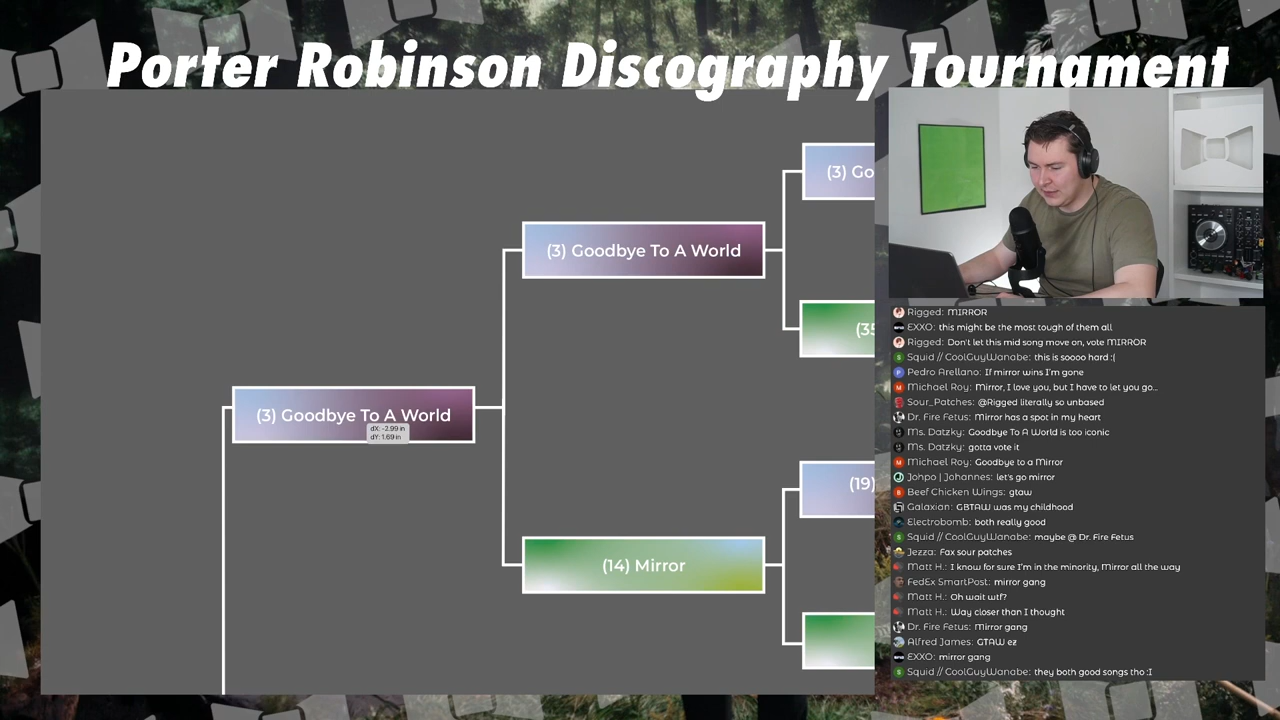 Porter Robinson Discography Tournament
(3) Go
(3) Goodbye To A World
(35
(3) Goodbye To A World
dX: -2.99 in
dY: 1.69 in
(19)
(14) Mirror
Rigged: MIRROR
EXXO: this might be the most tough of them all
Rigged: Don't let this mid song move on, vote MIRROR
Squid // CoolGuyWanabe: this is soooo hard :(
Pedro Arellano: If mirror wins I'm gone
Michael Roy: Mirror, I love you, but I have to let you go...
Sour_Patches: @Rigged literally so unbased
Dr. Fire Fetus: Mirror has a spot in my heart
Ms. Datzky: Goodbye To A World is too iconic
Ms. Datzky: gotta vote it
Michael Roy: Goodbye to a Mirror
Johpo | Johannes: let's go mirror
Beef Chicken Wings: gtaw
Galaxian: GBTAW was my childhood
Electrobomb: both really good
Squid // CoolGuyWanabe: maybe @ Dr. Fire Fetus
Jezza: Fax sour patches
Matt H.: I know for sure I'm in the minority, Mirror all the way
FedEx SmartPost: mirror gang
Matt H.: Oh wait wtf?
Matt H.: Way closer than I thought
Dr. Fire Fetus: Mirror gang
Alfred James: GTAW ez
EXXO: mirror gang
Squid // CoolGuyWanabe: they both good songs tho :I